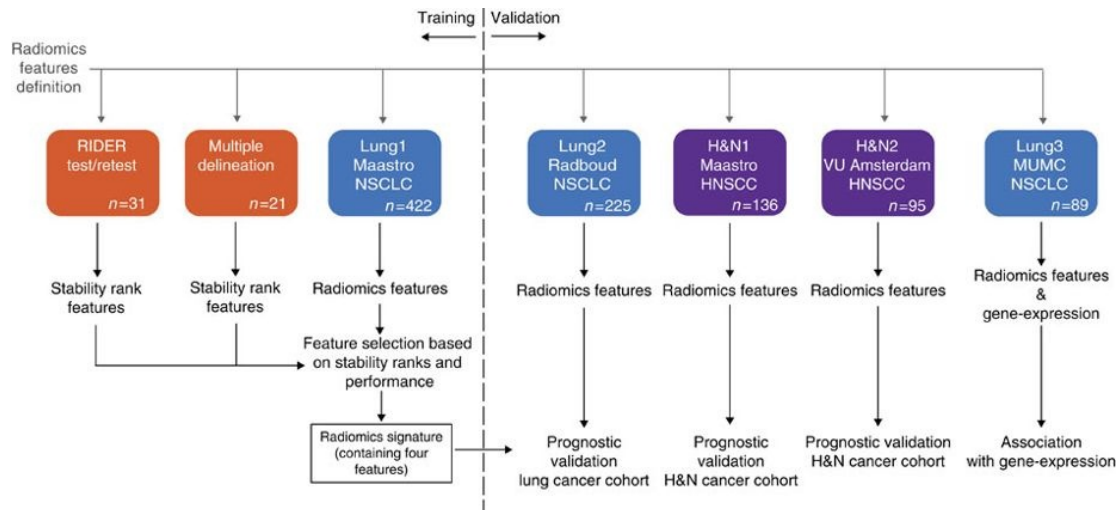 Training
Validation
Radiomics
features
definition
RIDER
test/retest
n=31
Multiple
delineation
n=21
Lung1
Maastro
NSCLC
n=422
Lung2
Radboud
NSCLC
n=225
H&N1
Maastro
HNSCC
n=136
H&N2
VU Amsterdam
HNSCC
n=95
Lung3
MUMC
NSCLC
n=89
Stability rank
features
Stability rank
features
Radiomics features
Radiomics features
Radiomics features
Radiomics features
Radiomics features
&
gene-expression
Feature selection based
on stability ranks and
performance
Radiomics signature
(containing four
features)
Prognostic
validation
lung cancer cohort
Prognostic
validation
H&N cancer cohort
Prognostic validation
H&N cancer cohort
Association
with gene-expression